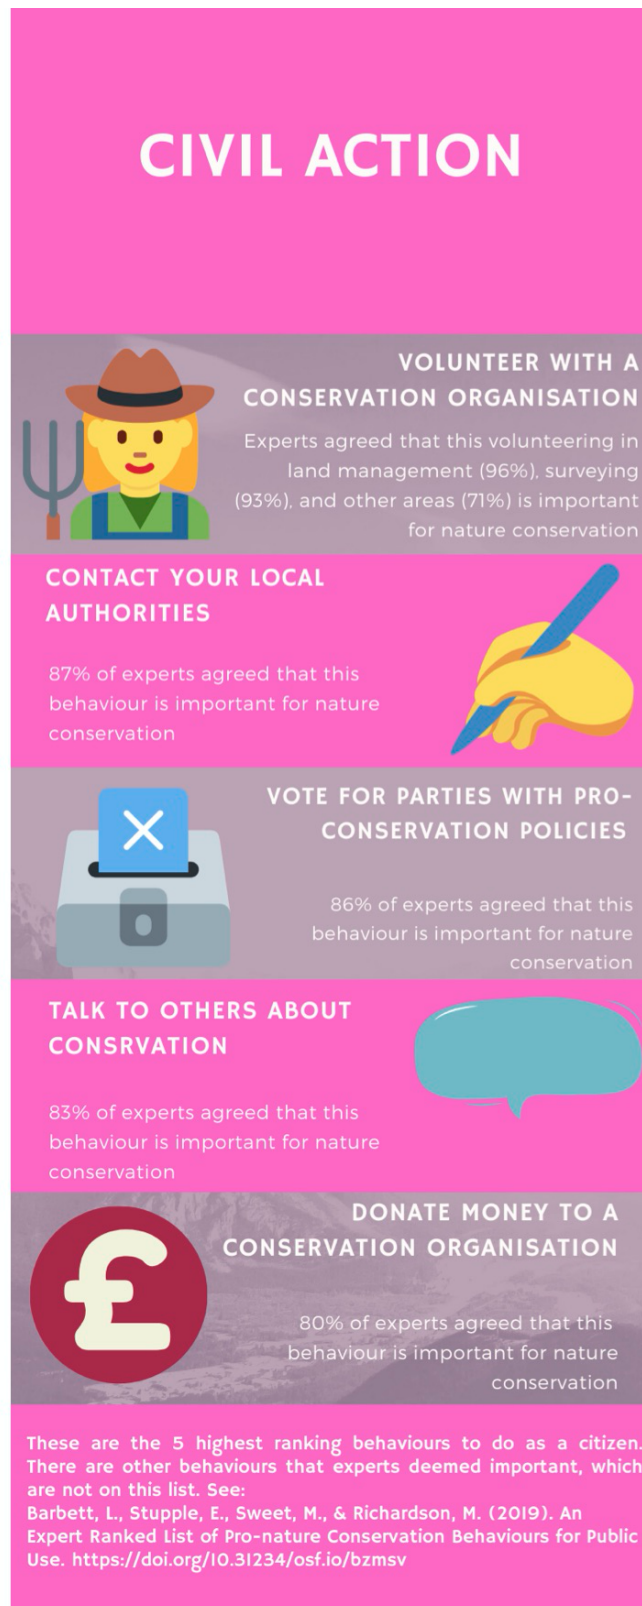 CIVIL ACTION
VOLUNTEER WITH A
CONSERVATION ORGANISATION
Experts agreed that this volunteering in
land management (96%), surveying
(93%), and other areas (71%) is important
for nature conservation
CONTACT YOUR LOCAL
AUTHORITIES
87% of experts agreed that this
behaviour is important for nature
conservation
VOTE FOR PARTIES WITH PRO-
CONSERVATION POLICIES
86% of experts agreed that this
behaviour is important for nature
conservation
TALK TO OTHERS ABOUT
CONSRVATION
83% of experts agreed that this
behaviour is important for nature
conservation
£
DONATE MONEY TO A
CONSERVATION ORGANISATION
80% of experts agreed that this
behaviour is important for nature
conservation
These are the 5 highest ranking behaviours to do as a citizen.
There are other behaviours that experts deemed important, which
are not on this list. See:
Barbett, L., Stupple, E., Sweet, M., & Richardson, M. (2019). An
Expert Ranked List of Pro-nature Conservation Behaviours for Public
Use. https://doi.org/10.31234/osf.io/bzmsv